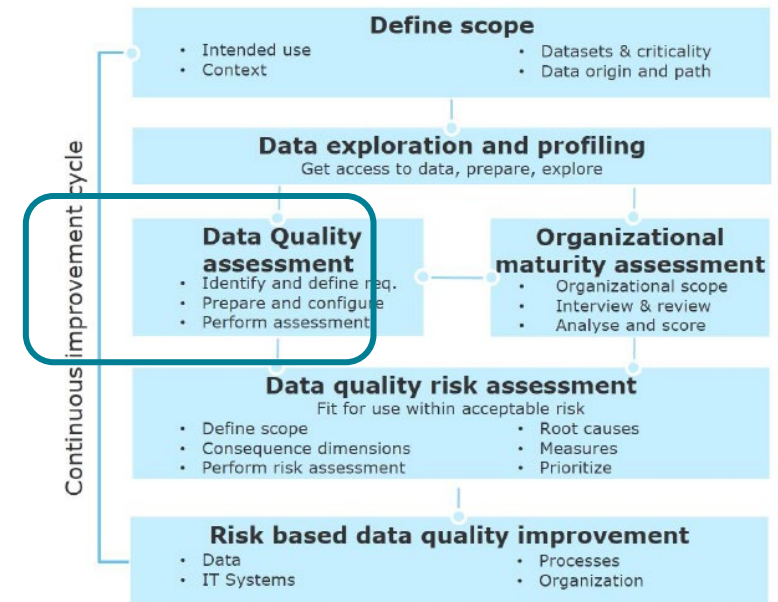 Define scope
• Intended use
• Context
• Datasets & criticality
• Data origin and path
Data exploration and profiling
Get access to data, prepare, explore
Continuous improvement cycle
Data Quality
assessment
• Identify and define req.
• Prepare and configure
• Perform assessment
Organizational
maturity assessment
• Organizational scope
• Interview & review
• Analyse and score
Data quality risk assessment
Fit for use within acceptable risk
• Define scope
• Consequence dimensions
• Perform risk assessment
• Root causes
• Measures
• Prioritize
Risk based data quality improvement
• Data
• IT Systems
• Processes
• Organization